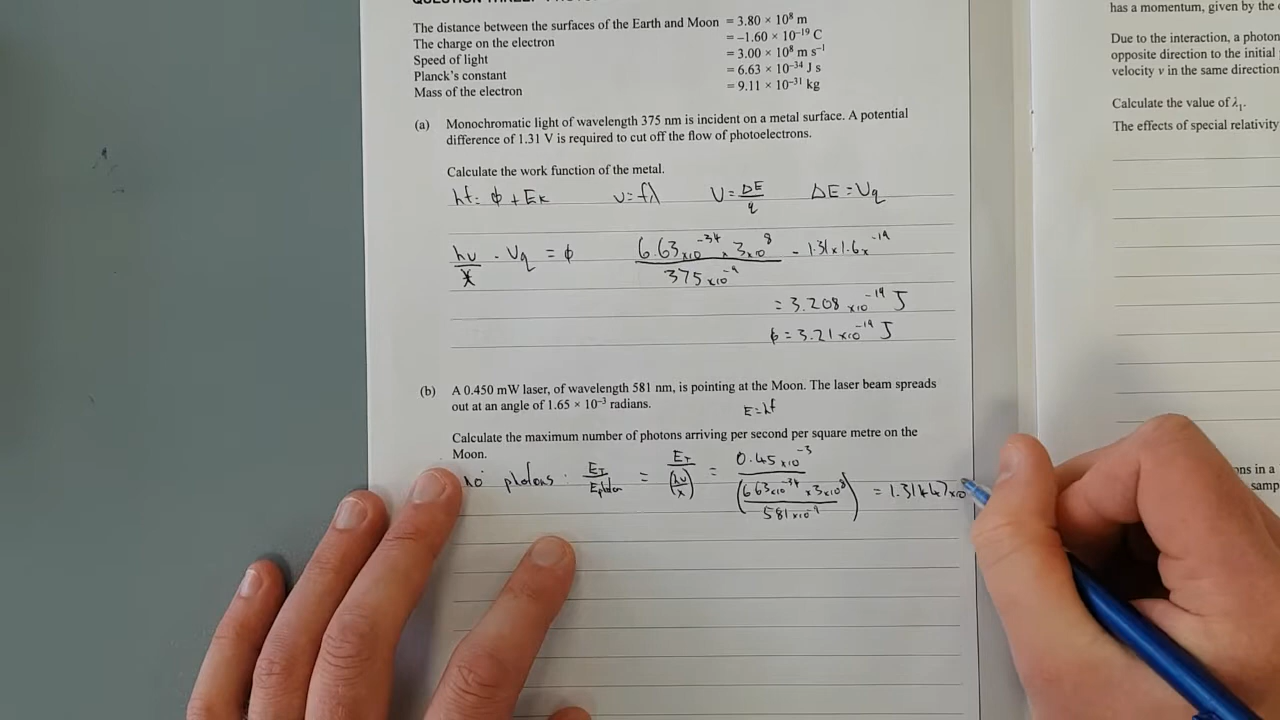 The distance between the surfaces of the Earth and Moon = 3.80 × 10⁸ m
The charge on the electron = –1.60 × 10⁻¹⁹ C
Speed of light = 3.00 × 10⁸ m s⁻¹
Planck's constant = 6.63 × 10⁻³⁴ J s
Mass of the electron = 9.11 × 10⁻³¹ kg
(a) Monochromatic light of wavelength 375 nm is incident on a metal surface. A potential
difference of 1.31 V is required to cut off the flow of photoelectrons.
Calculate the work function of the metal.
hf = φ + Ek v = fλ V = ΔE/q ΔE = Vq
hv/λ - Vq = φ 6.63×10⁻³⁴ × 3×10⁸ / 375×10⁻⁹ - 1.31×1.6×⁻¹⁹
= 3.208×10⁻¹⁹ J
φ = 3.21×10⁻¹⁹ J
(b) A 0.450 mW laser, of wavelength 581 nm, is pointing at the Moon. The laser beam spreads
out at an angle of 1.65 × 10⁻³ radians.
E = hf
Calculate the maximum number of photons arriving per second per square metre on the
Moon.
no photons: ET/Ephoton = ET/(hv/λ) = 0.45×10⁻³/(6.63×10⁻³⁴ × 3×10⁸/581×10⁻⁹) = 1.31447×10
has a momentum, given by the
Due to the interaction, a photon
opposite direction to the initial
velocity v in the same direction
Calculate the value of λ₁.
The effects of special relativity
in a
samp